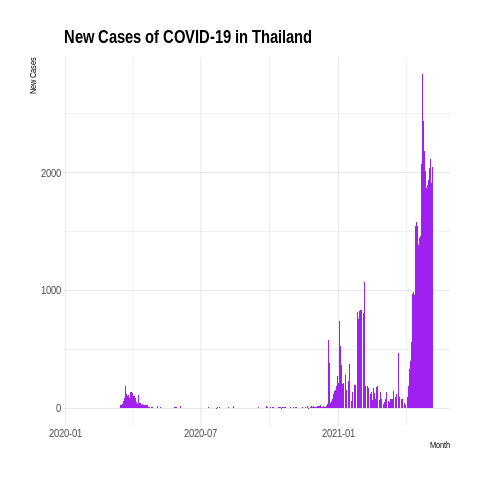 New Cases of COVID-19 in Thailand
New Cases
2000
1000
0
2020-01
2020-07
2021-01
Month